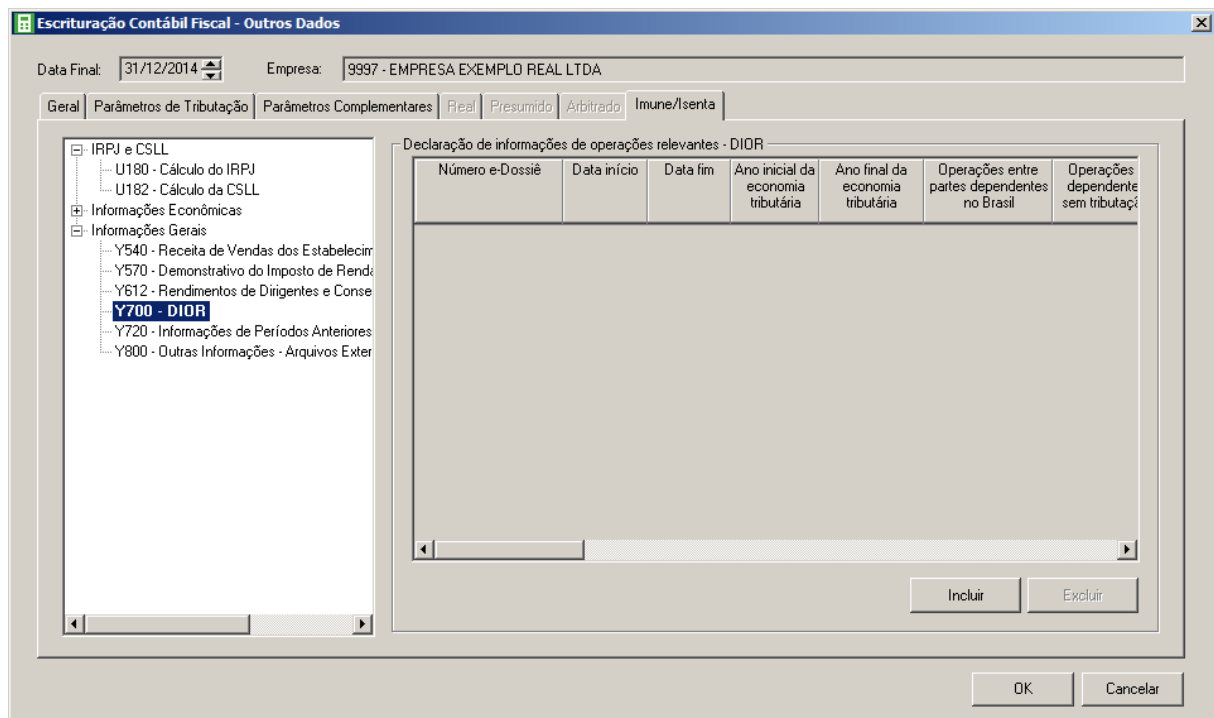 Escrituração Contábil Fiscal - Outros Dados
Data Final: 31/12/2014 Empresa: 9997 - EMPRESA EXEMPLO REAL LTDA
Geral Parâmetros de Tributação Parâmetros Complementares Real Presumido Arbitrado Imune/Isenta
IRPJ e CSLL
U180 - Cálculo do IRPJ
U182 - Cálculo da CSLL
Informações Econômicas
Informações Gerais
Y540 - Receita de Vendas dos Estabelecim
Y570 - Demonstrativo do Imposto de Renda
Y612 - Rendimentos de Dirigentes e Conse
Y700 - DIOR
Y720 - Informações de Períodos Anteriores
Y800 - Outras Informações - Arquivos Exter
Declaração de informações de operações relevantes - DIOR
Número e-Dossiê Data início Data fim Ano inicial da Ano final da Operações entre Operações
economia economia partes dependentes dependente
tributária tributária no Brasil sem tributaçã
Incluir Excluir
OK Cancelar